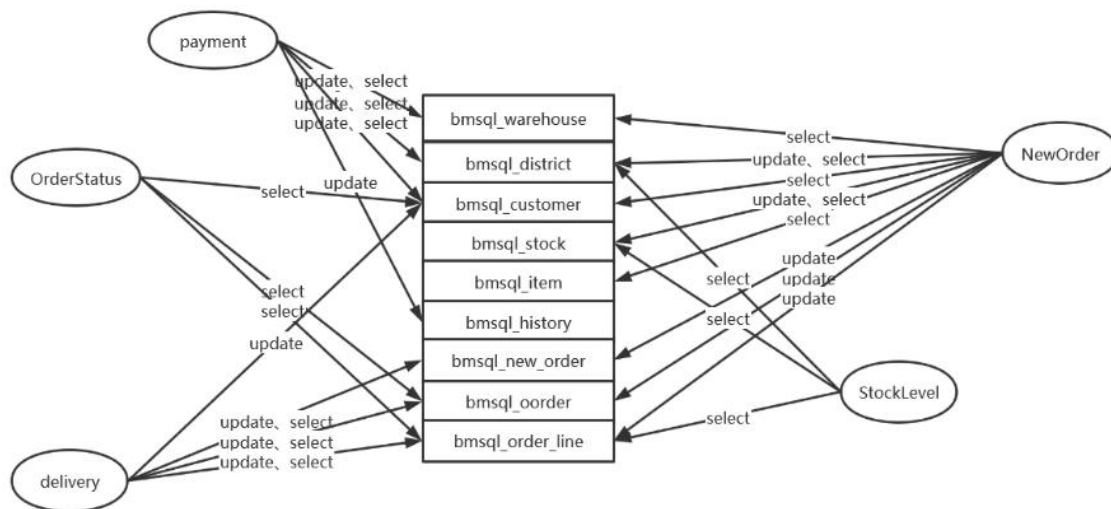 payment
update、select
update、select
update、select
bmsql_warehouse
select
NewOrder
bmsql_district
update、select
OrderStatus
select
update
select
bmsql_customer
update、select
select
bmsql_stock
bmsql_item
update
select
update
select
update
select
bmsql_history
select
update
bmsql_new_order
StockLevel
bmsql_oorder
update、select
select
update、select
bmsql_order_line
update、select
delivery